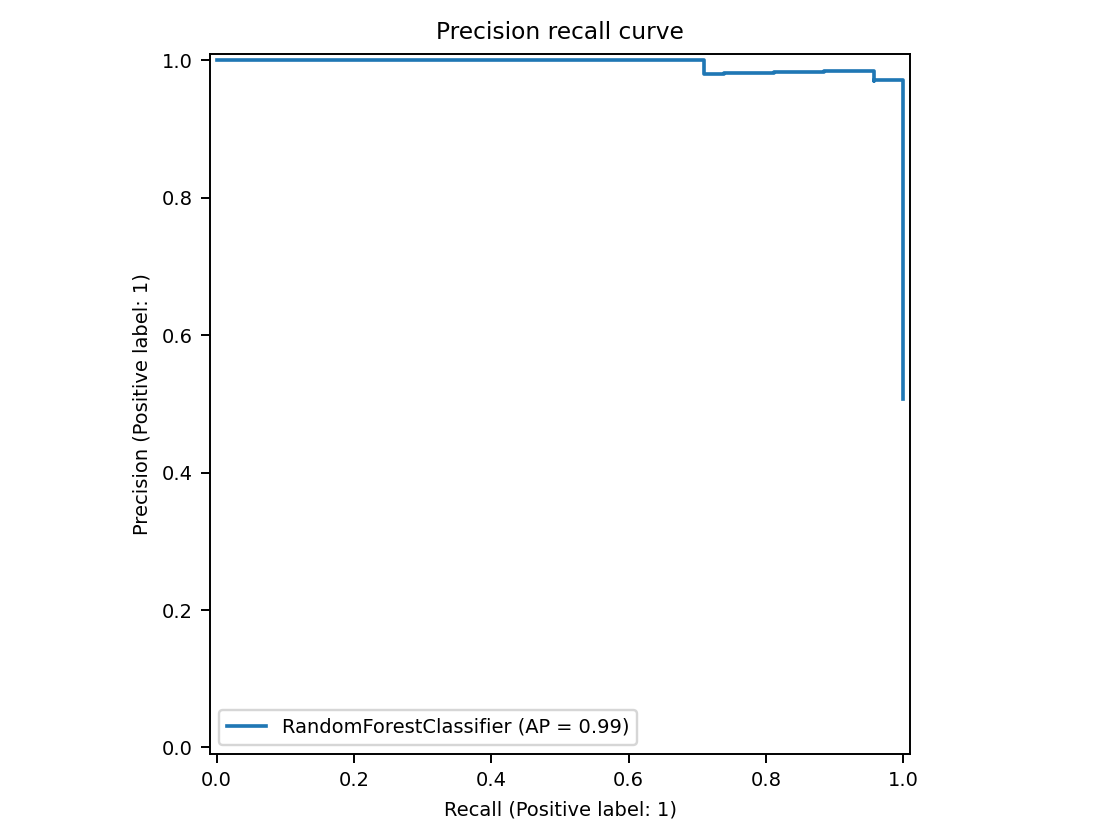 Precision recall curve
1.0
0.8
0.6
0.4
0.2
0.0
Precision (Positive label: 1)
RandomForestClassifier (AP = 0.99)
0.0 0.2 0.4 0.6 0.8 1.0
Recall (Positive label: 1)